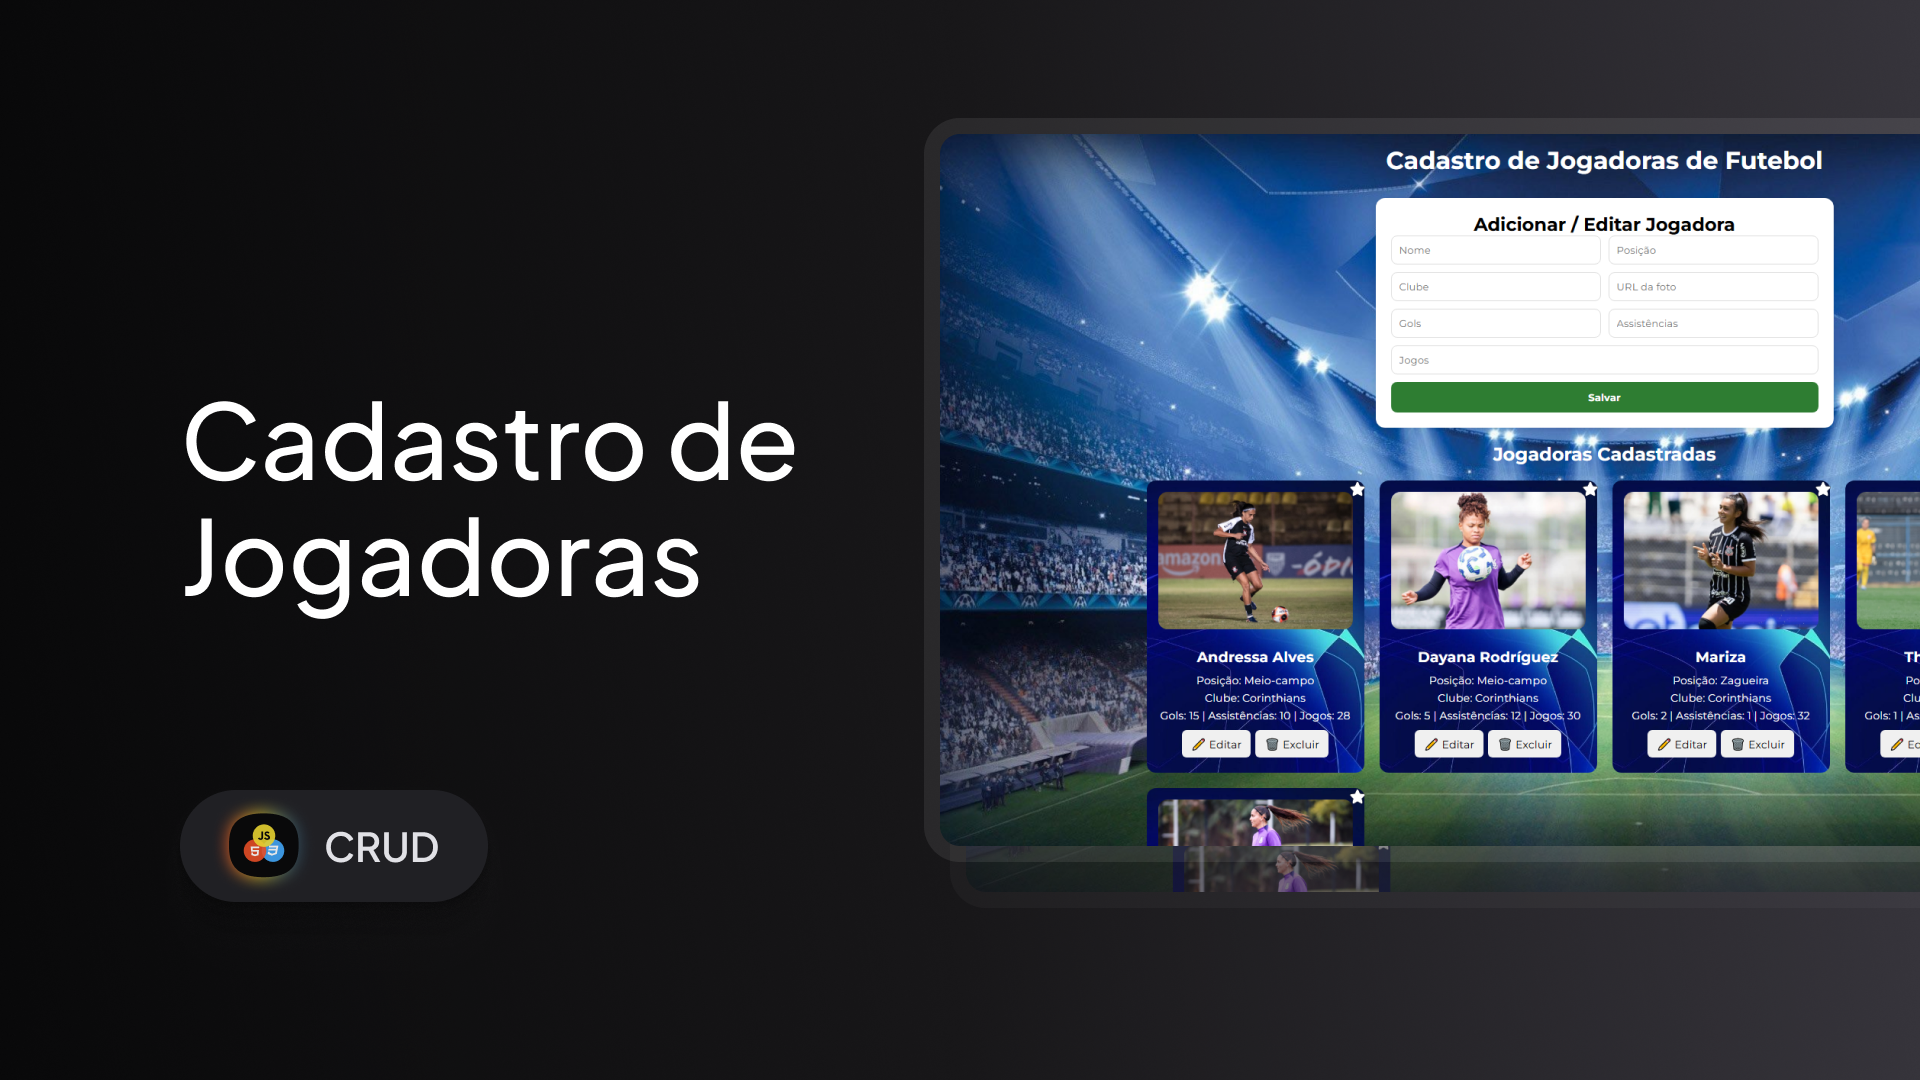 Cadastro de
Jogadoras
JS
5
3
CRUD
Cadastro de Jogadoras de Futebol
Adicionar / Editar Jogadora
Nome
Posição
Clube
URL da foto
Gols
Assistências
Jogos
Salvar
Jogadoras Cadastradas
amazon
Andressa Alves
Posição: Meio-campo
Clube: Corinthians
Gols: 15 | Assistências: 10 | Jogos: 28
Editar
Excluir
Dayana Rodríguez
Posição: Meio-campo
Clube: Corinthians
Gols: 5 | Assistências: 12 | Jogos: 30
Editar
Excluir
Mariza
Posição: Zagueira
Clube: Corinthians
Gols: 2 | Assistências: 1 | Jogos: 32
Editar
Excluir
Th
Po
Clu
Gols: 1 | As
Ec